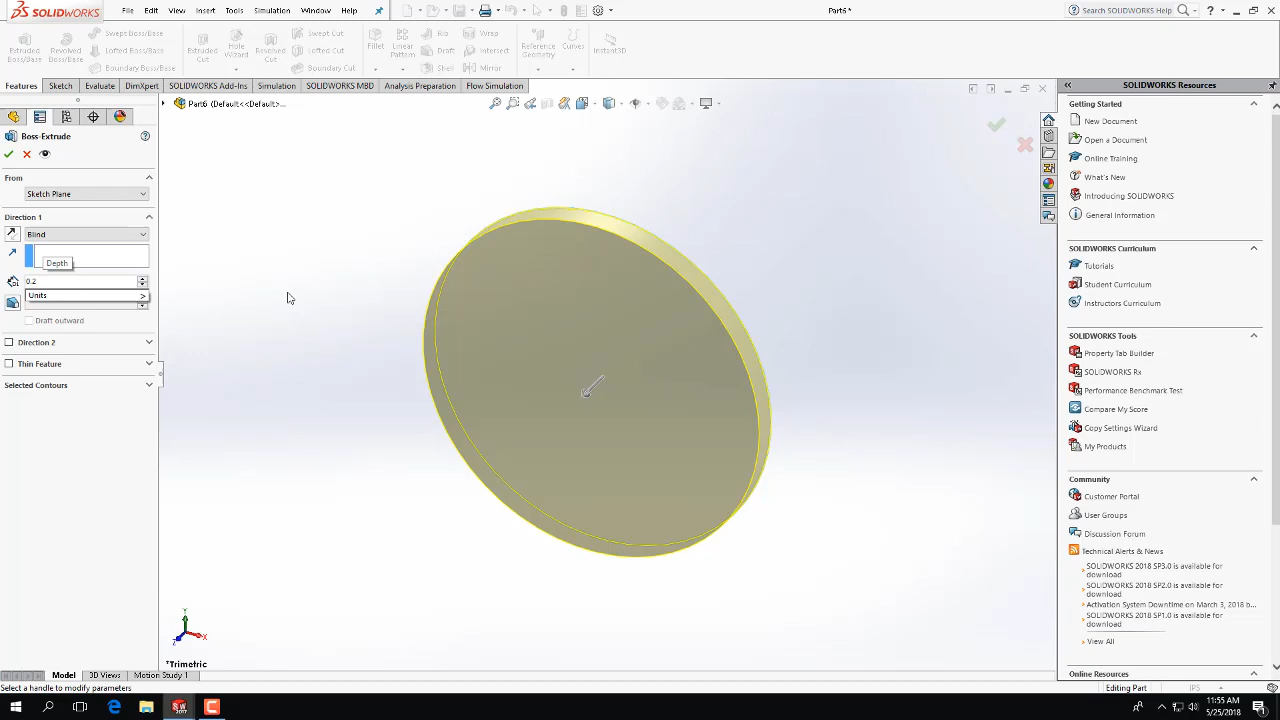 SOLIDWORKS
File Edit View Insert Tools Simulation Window Help
Part6 *
SOLIDWORKS Help
Extruded Boss/Base
Revolved Boss/Base
Swept Boss/Base
Lofted Boss/Base
Boundary Boss/Base
Extruded Cut
Hole Wizard
Revolved Cut
Swept Cut
Lofted Cut
Boundary Cut
Fillet
Linear Pattern
Rib
Draft
Shell
Wrap
Intersect
Mirror
Reference Geometry
Curves
Instant3D
Features Sketch Evaluate DimXpert SOLIDWORKS Add-Ins Simulation SOLIDWORKS MBD Analysis Preparation Flow Simulation
SOLIDWORKS Resources
Part6 (Default<<Default>...
Boss-Extrude
From
Sketch Plane
Direction 1
Blind
Depth
0.2
Units >
Draft outward
Direction 2
Thin Feature
Selected Contours
Getting Started
New Document
Open a Document
Online Training
What's New
Introducing SOLIDWORKS
General Information
SOLIDWORKS Curriculum
Tutorials
Student Curriculum
Instructors Curriculum
SOLIDWORKS Tools
Property Tab Builder
SOLIDWORKS Rx
Performance Benchmark Test
Compare My Score
Copy Settings Wizard
My Products
Community
Customer Portal
User Groups
Discussion Forum
Technical Alerts & News
SOLIDWORKS 2018 SP3.0 is available for
download
SOLIDWORKS 2018 SP2.0 is available for
download
Activation System Downtime on March 3, 2018 b...
SOLIDWORKS 2018 SP1.0 is available for
download
View All
Online Resources
Y
X
Z
*Trimetric
Model 3D Views Motion Study 1
Select a handle to modify parameters
Editing Part
IPS
SW
2017
11:55 AM
5/25/2018